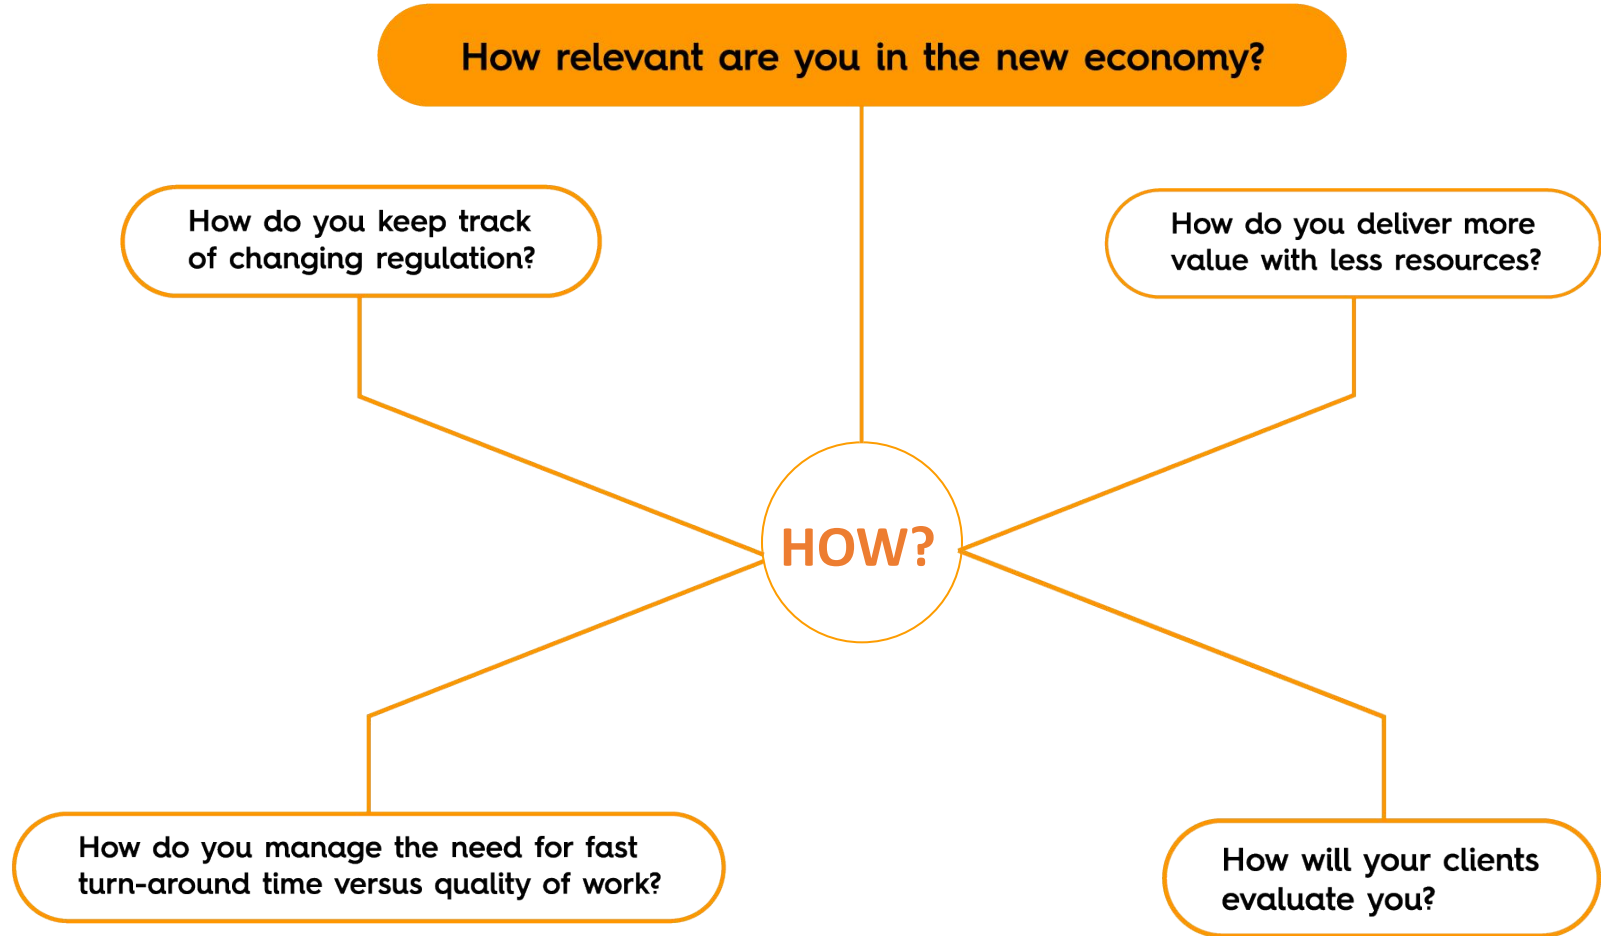 How relevant are you in the new economy?
How do you keep track
of changing regulation?
How do you deliver more
value with less resources?
HOW?
How do you manage the need for fast
turn-around time versus quality of work?
How will your clients
evaluate you?